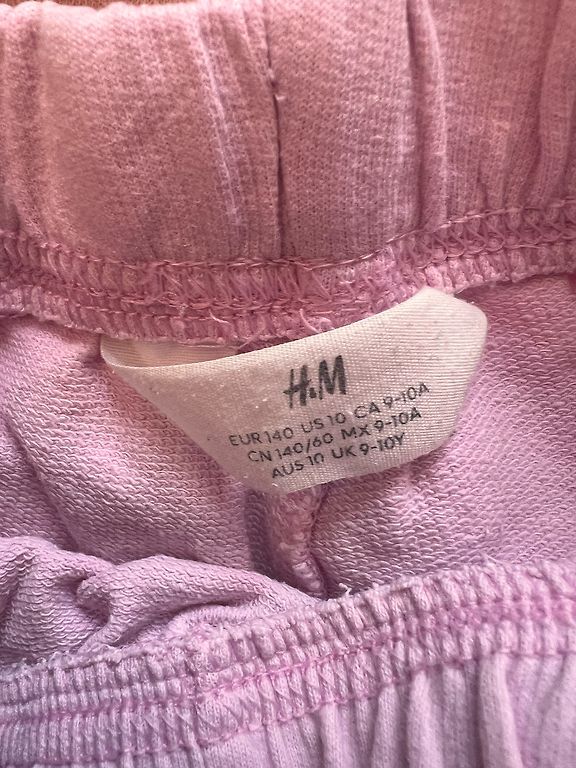 H&M
EUR 140 US 10 CA 9-10A
CN 140/60 MX 9-10A
AUS 10 UK 9-10Y